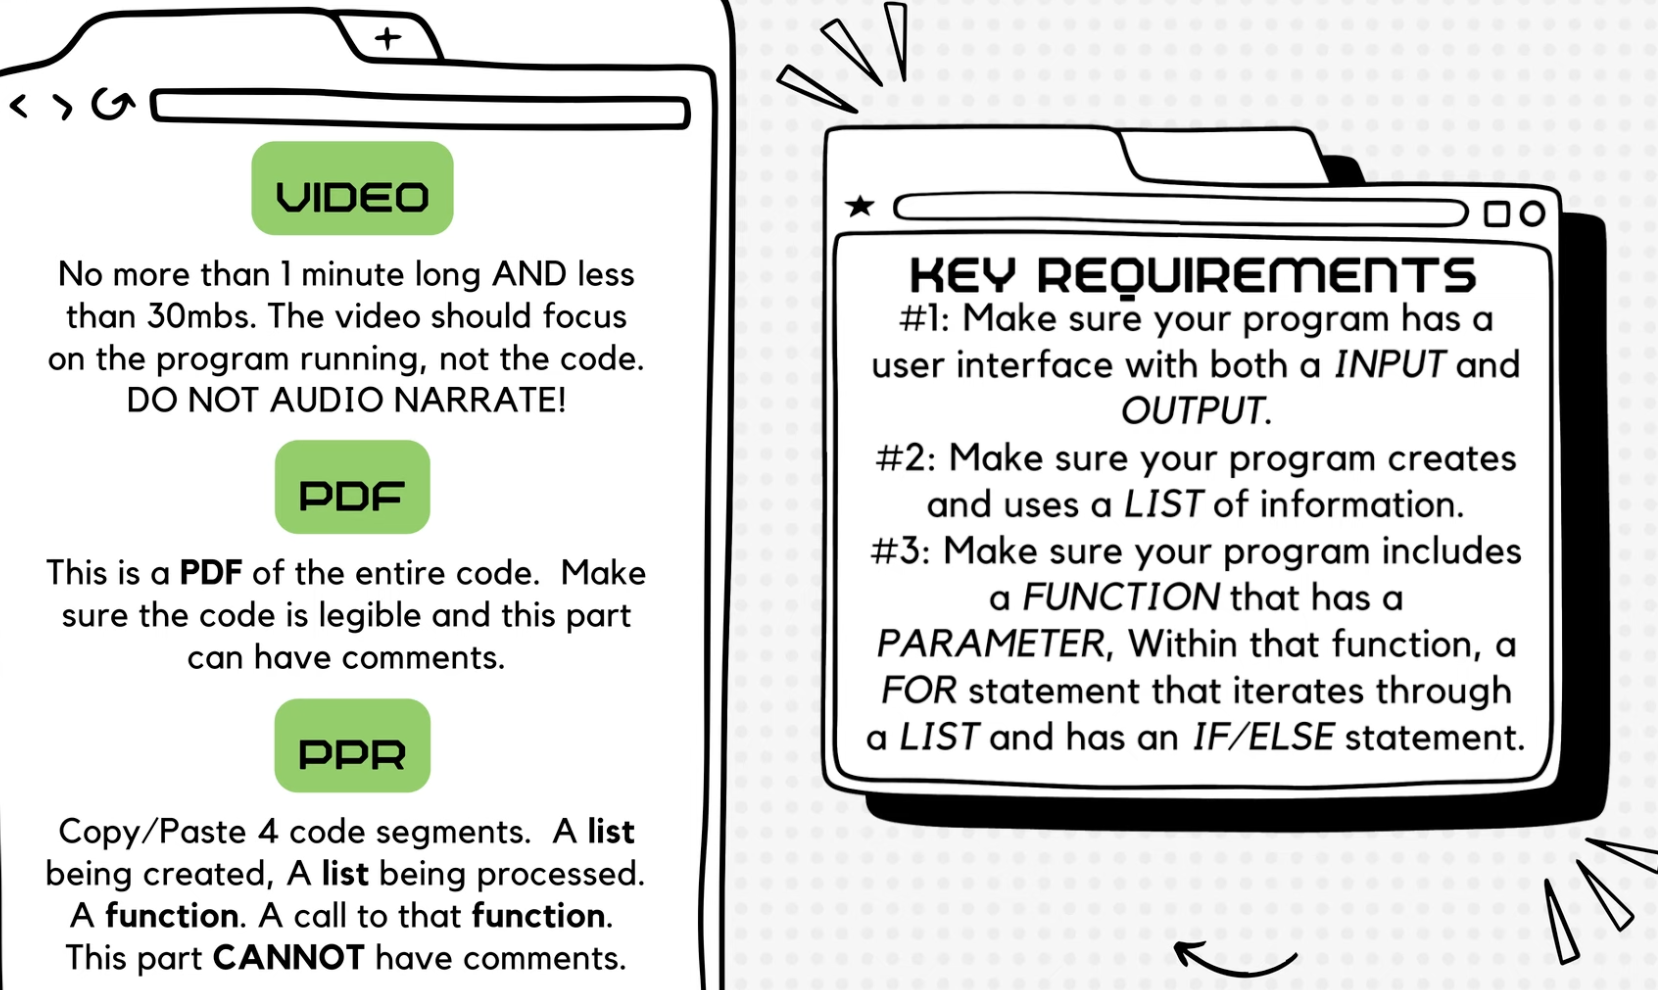 VIDEO
No more than 1 minute long AND less
than 30mbs. The video should focus
on the program running, not the code.
DO NOT AUDIO NARRATE!
PDF
This is a PDF of the entire code. Make
sure the code is legible and this part
can have comments.
PPR
Copy/Paste 4 code segments. A list
being created, A list being processed.
A function. A call to that function.
This part CANNOT have comments.
KEY REQUIREMENTS
#1: Make sure your program has a
user interface with both a INPUT and
OUTPUT.
#2: Make sure your program creates
and uses a LIST of information.
#3: Make sure your program includes
a FUNCTION that has a
PARAMETER, Within that function, a
FOR statement that iterates through
a LIST and has an IF/ELSE statement.